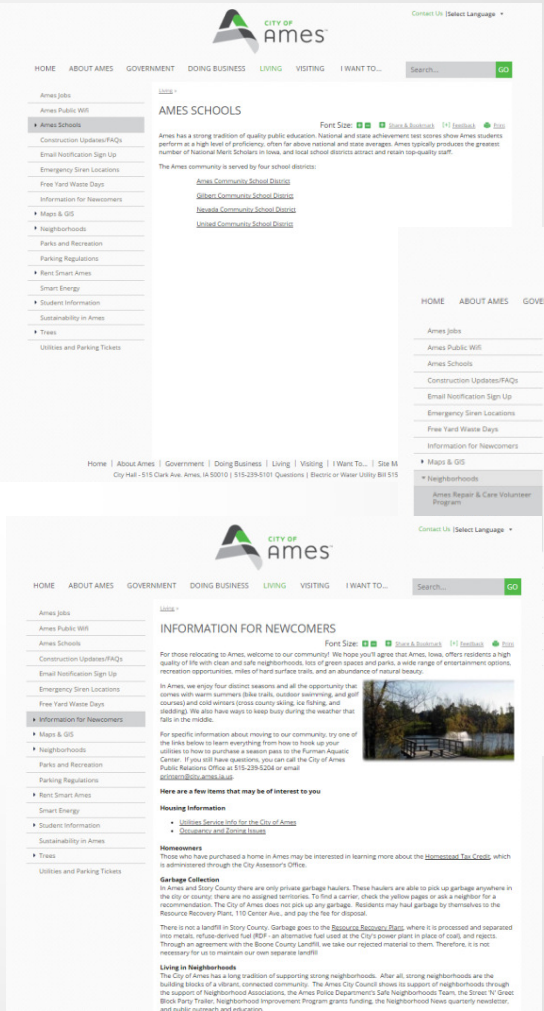 CITY OF
Ames
Contact Us |Select Language
HOME ABOUT AMES GOVERNMENT DOING BUSINESS LIVING VISITING I WANT TO... Search... GO
Ames Jobs
Ames Public Wifi
Ames Schools
Construction Updates/FAQs
Email Notification Sign Up
Emergency Siren Locations
Free Yard Waste Days
Information for Newcomers
Maps & GIS
Neighborhoods
Parks and Recreation
Parking Regulations
Rent Smart Ames
Smart Energy
Student Information
Sustainability in Ames
Trees
Utilities and Parking Tickets
Living »
AMES SCHOOLS
Font Size: Share & Bookmark [+] Feedback Print
Ames has a strong tradition of quality public education. National and state achievement test scores show Ames students
perform at a high level of proficiency, often far above national and state averages. Ames typically produces the greatest
number of National Merit Scholars in Iowa, and local school districts attract and retain top-quality staff.
The Ames community is served by four school districts:
Ames Community School District
Gilbert Community School District
Nevada Community School District
United Community School District
Home | About Ames | Government | Doing Business | Living | Visiting | I Want To... | Site M
City Hall - 515 Clark Ave. Ames, IA 50010 | 515-239-5101 Questions | Electric or Water Utility Bill 515
HOME ABOUT AMES GOVE
Ames Jobs
Ames Public Wifi
Ames Schools
Construction Updates/FAQs
Email Notification Sign Up
Emergency Siren Locations
Free Yard Waste Days
Information for Newcomers
Maps & GIS
Neighborhoods
Ames Repair & Care Volunteer
Program
CITY OF
Ames
Contact Us |Select Language
HOME ABOUT AMES GOVERNMENT DOING BUSINESS LIVING VISITING I WANT TO... Search... GO
Ames Jobs
Ames Public Wifi
Ames Schools
Construction Updates/FAQs
Email Notification Sign Up
Emergency Siren Locations
Free Yard Waste Days
Information for Newcomers
Maps & GIS
Neighborhoods
Parks and Recreation
Parking Regulations
Rent Smart Ames
Smart Energy
Student Information
Sustainability in Ames
Trees
Utilities and Parking Tickets
Living »
INFORMATION FOR NEWCOMERS
Font Size: Share & Bookmark [+] Feedback Print
For those relocating to Ames, welcome to our community! We hope you'll agree that Ames, Iowa, offers residents a high
quality of life with clean and safe neighborhoods, lots of green spaces and parks, a wide range of entertainment options,
recreation opportunities, miles of hard surface trails, and an abundance of natural beauty.
In Ames, we enjoy four distinct seasons and all the opportunity that
comes with warm summers (bike trails, outdoor swimming, and golf
courses) and cold winters (cross county skiing, ice fishing, and
sledding). We also have ways to keep busy during the weather that
falls in the middle.
For specific information about moving to our community, try one of
the links below to learn everything from how to hook up your
utilities to how to purchase a season pass to the Furman Aquatic
Center. If you still have questions, you can call the City of Ames
Public Relations Office at 515-239-5204 or email
printern@city.ames.ia.us.
Here are a few items that may be of interest to you
Housing Information
Utilities Service Info for the City of Ames
Occupancy and Zoning Issues
Homeowners
Those who have purchased a home in Ames may be interested in learning more about the Homestead Tax Credit, which
is administered through the City Assessor's Office.
Garbage Collection
In Ames and Story County there are only private garbage haulers. These haulers are able to pick up garbage anywhere in
the city or county; there are no assigned territories. To find a carrier, check the yellow pages or ask a neighbor for a
recommendation. The City of Ames does not pick up any garbage. Residents may haul garbage by themselves to the
Resource Recovery Plant, 110 Center Ave., and pay the fee for disposal.
There is not a landfill in Story County. Garbage goes to the Resource Recovery Plant, where it is processed and separated
into metals, refuse-derived fuel (RDF - an alternative fuel used at the City's power plant in place of coal), and rejects.
Through an agreement with the Boone County Landfill, we take our rejected material to them. Therefore, it is not
necessary for us to maintain our own separate landfill
Living in Neighborhoods
The City of Ames has a long tradition of supporting strong neighborhoods. After all, strong neighborhoods are the
building blocks of a vibrant, connected community. The Ames City Council shows its support of neighborhoods through
the support of Neighborhood Associations, the Ames Police Department's Safe Neighborhoods Team, the Street 'N' Greet
Block Party Trailer, Neighborhood Improvement Program grants funding, the Neighborhood News quarterly newsletter,
and public outreach and education.